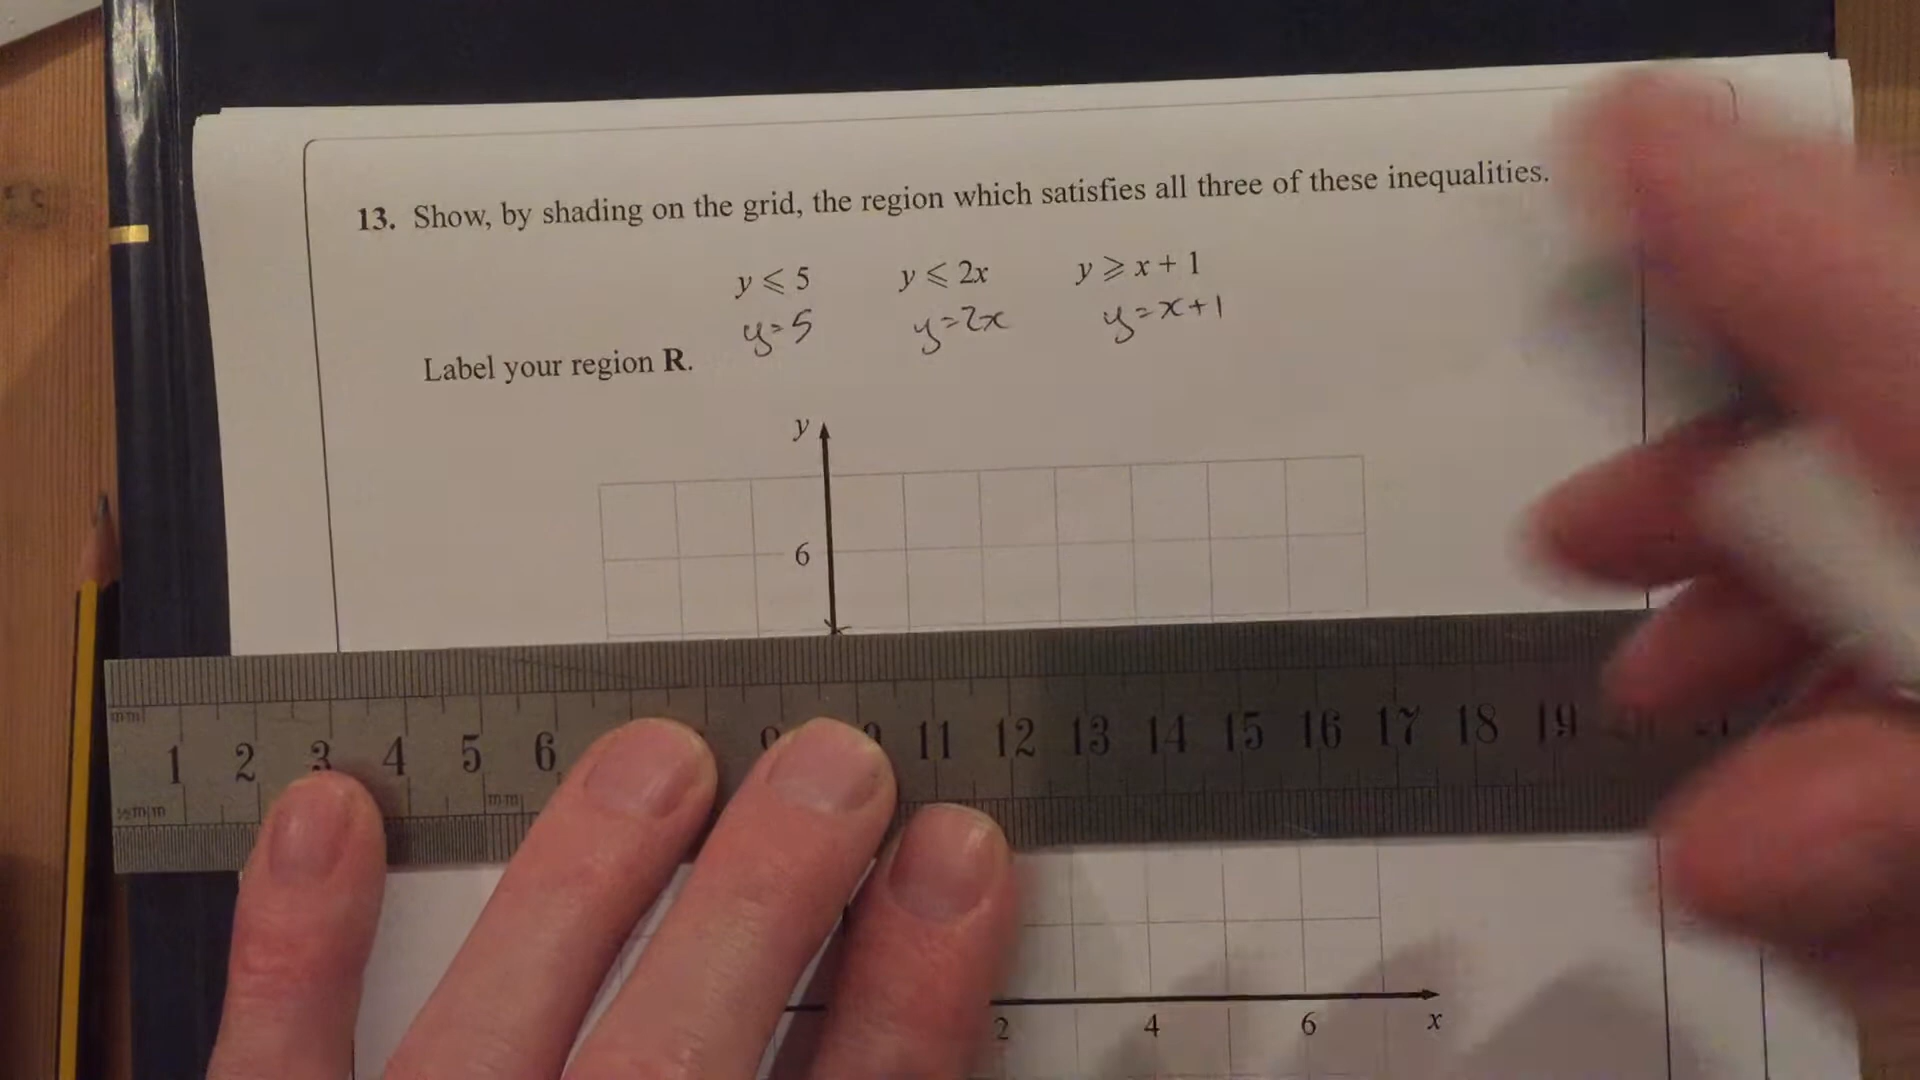 13. Show, by shading on the grid, the region which satisfies all three of these inequalities.
y ⩽ 5 y ⩽ 2x y ⩾ x + 1
y=5 y=2x y=x+1
Label your region R.
y
6
mm
1 2 3 4 5 6 11 12 13 14 15 16 17 18 19
mm
½mm
2 4 6 x